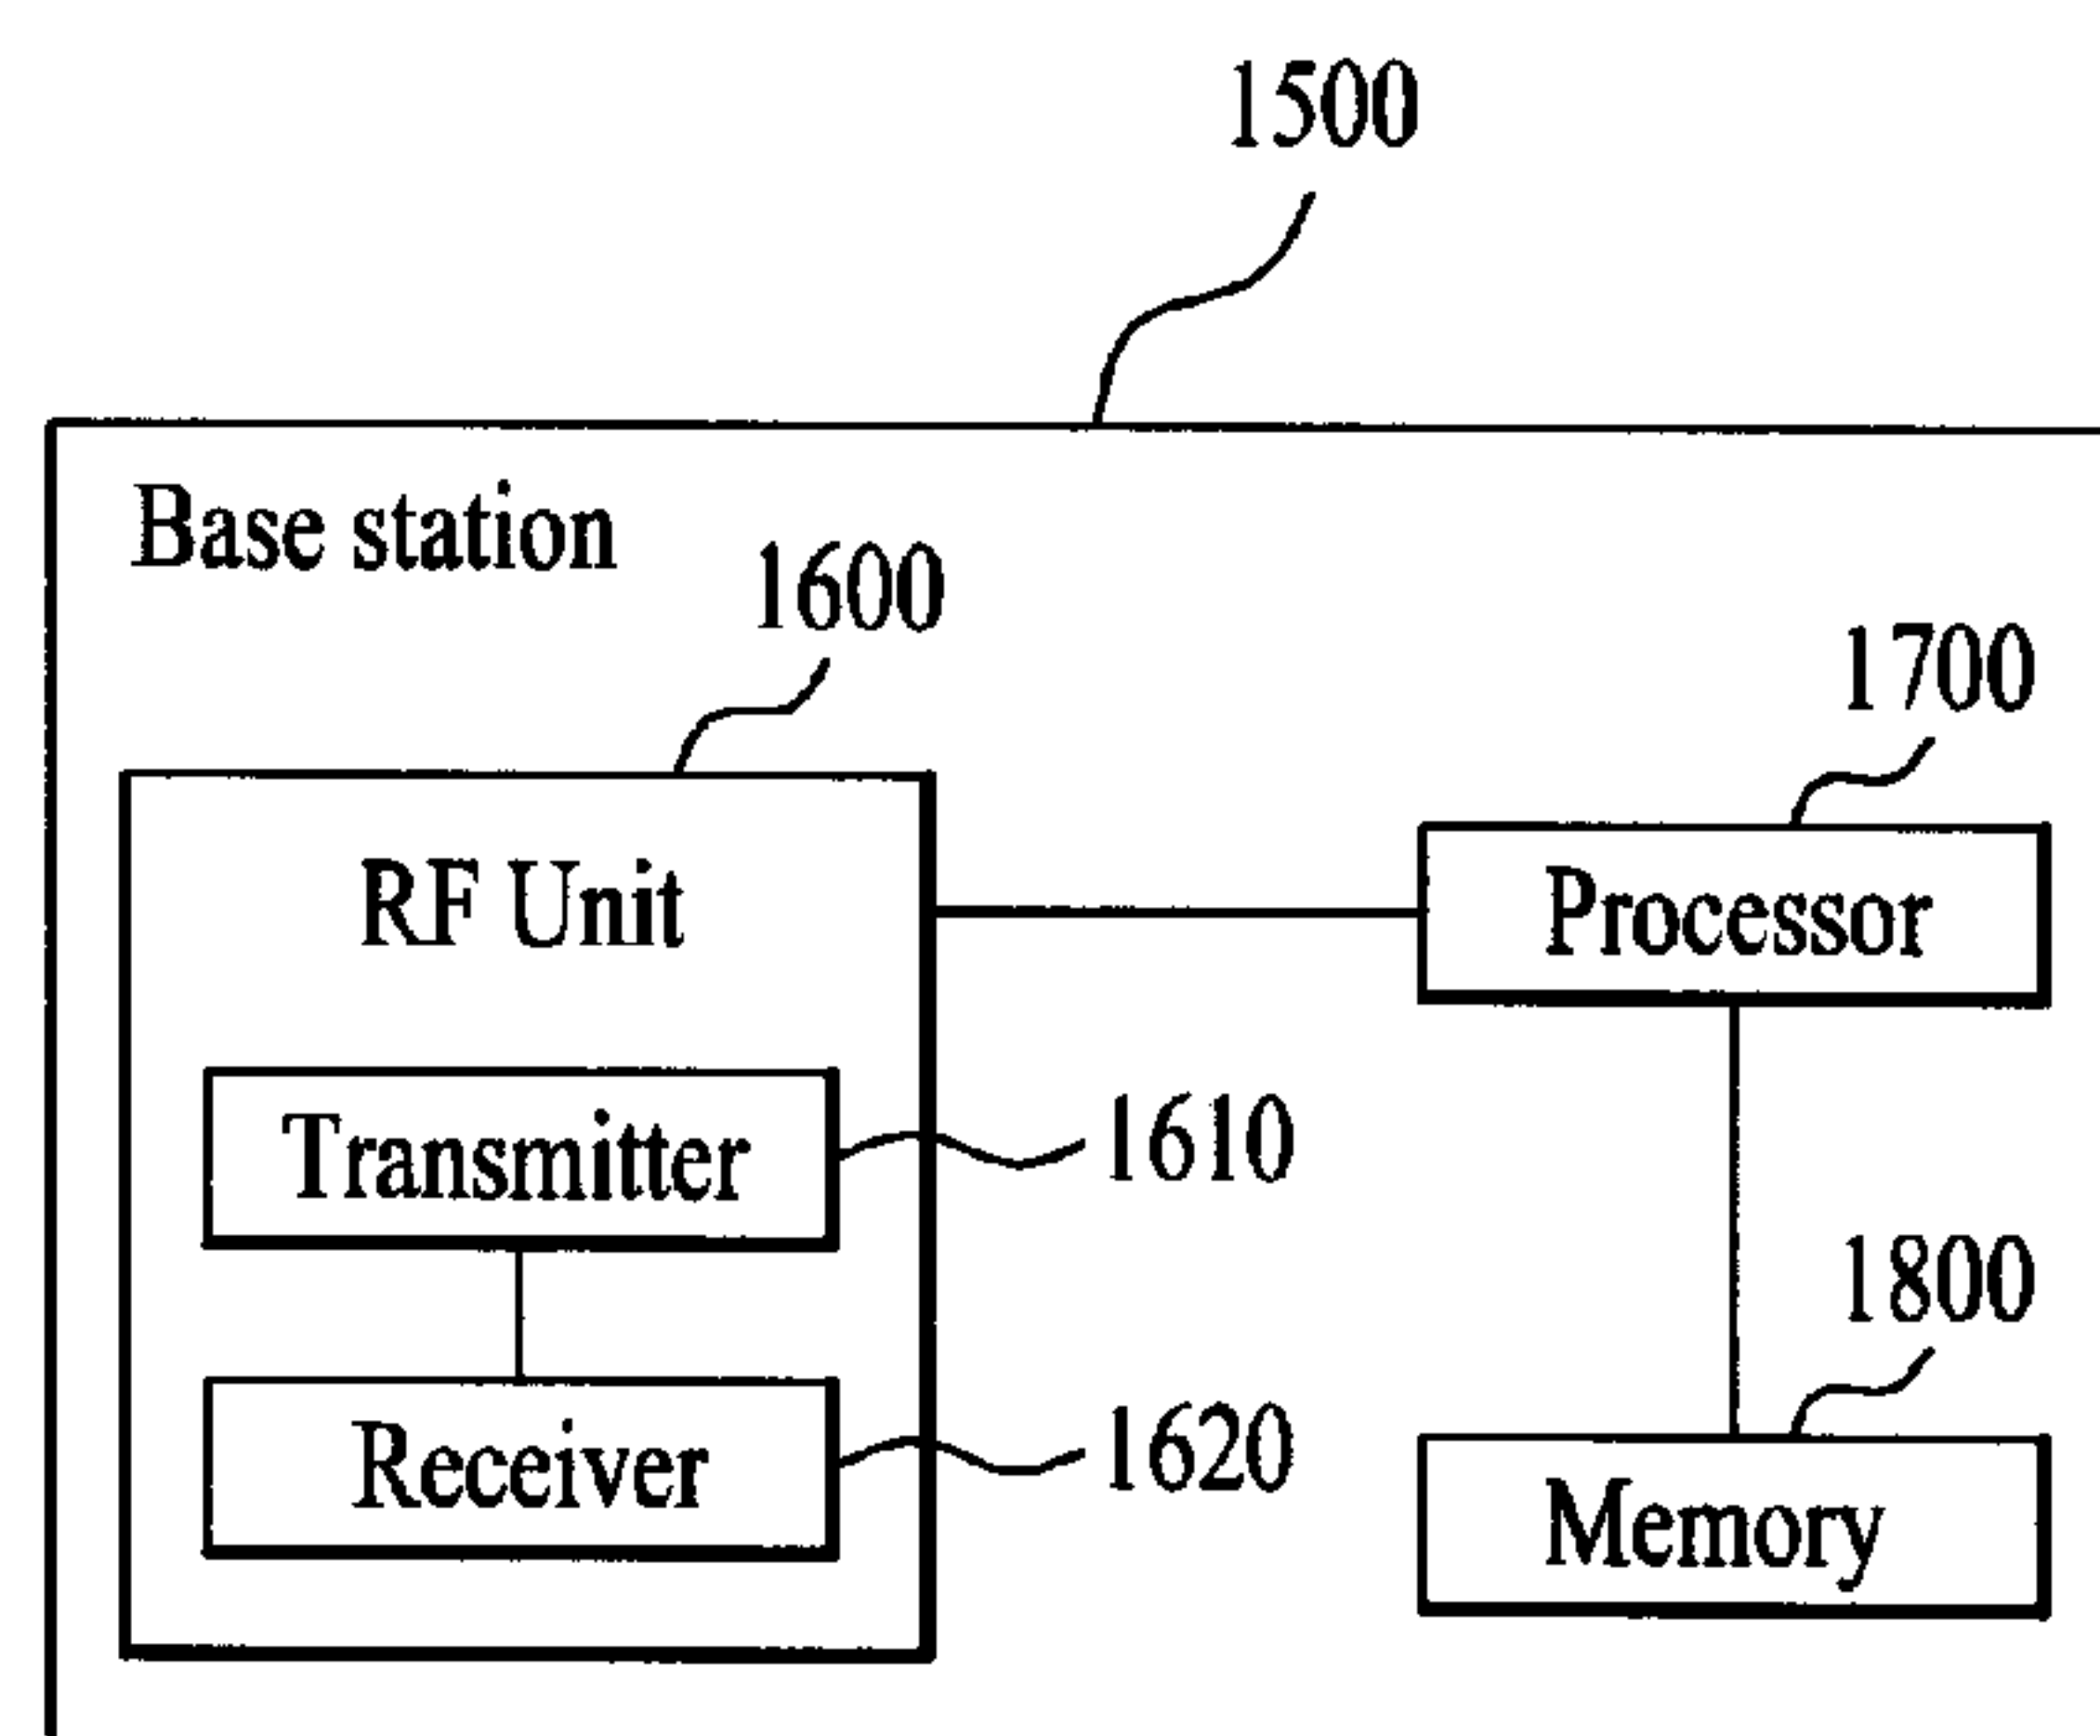 1500
Base station
1600
1700
RF Unit
Processor
Transmitter
1610
1800
Receiver
1620
Memory